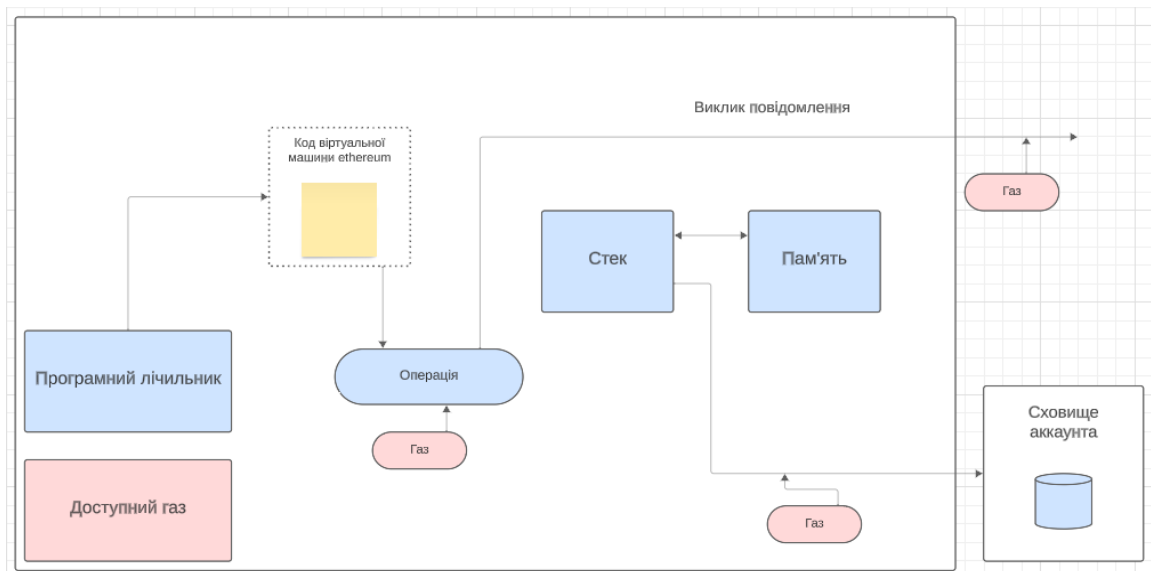 Виклик повідомлення
Код віртуальної
машини ethereum
Газ
Стек
Пам'ять
Програмний лічильник
Операція
Сховище
аккаунта
Газ
Доступний газ
Газ